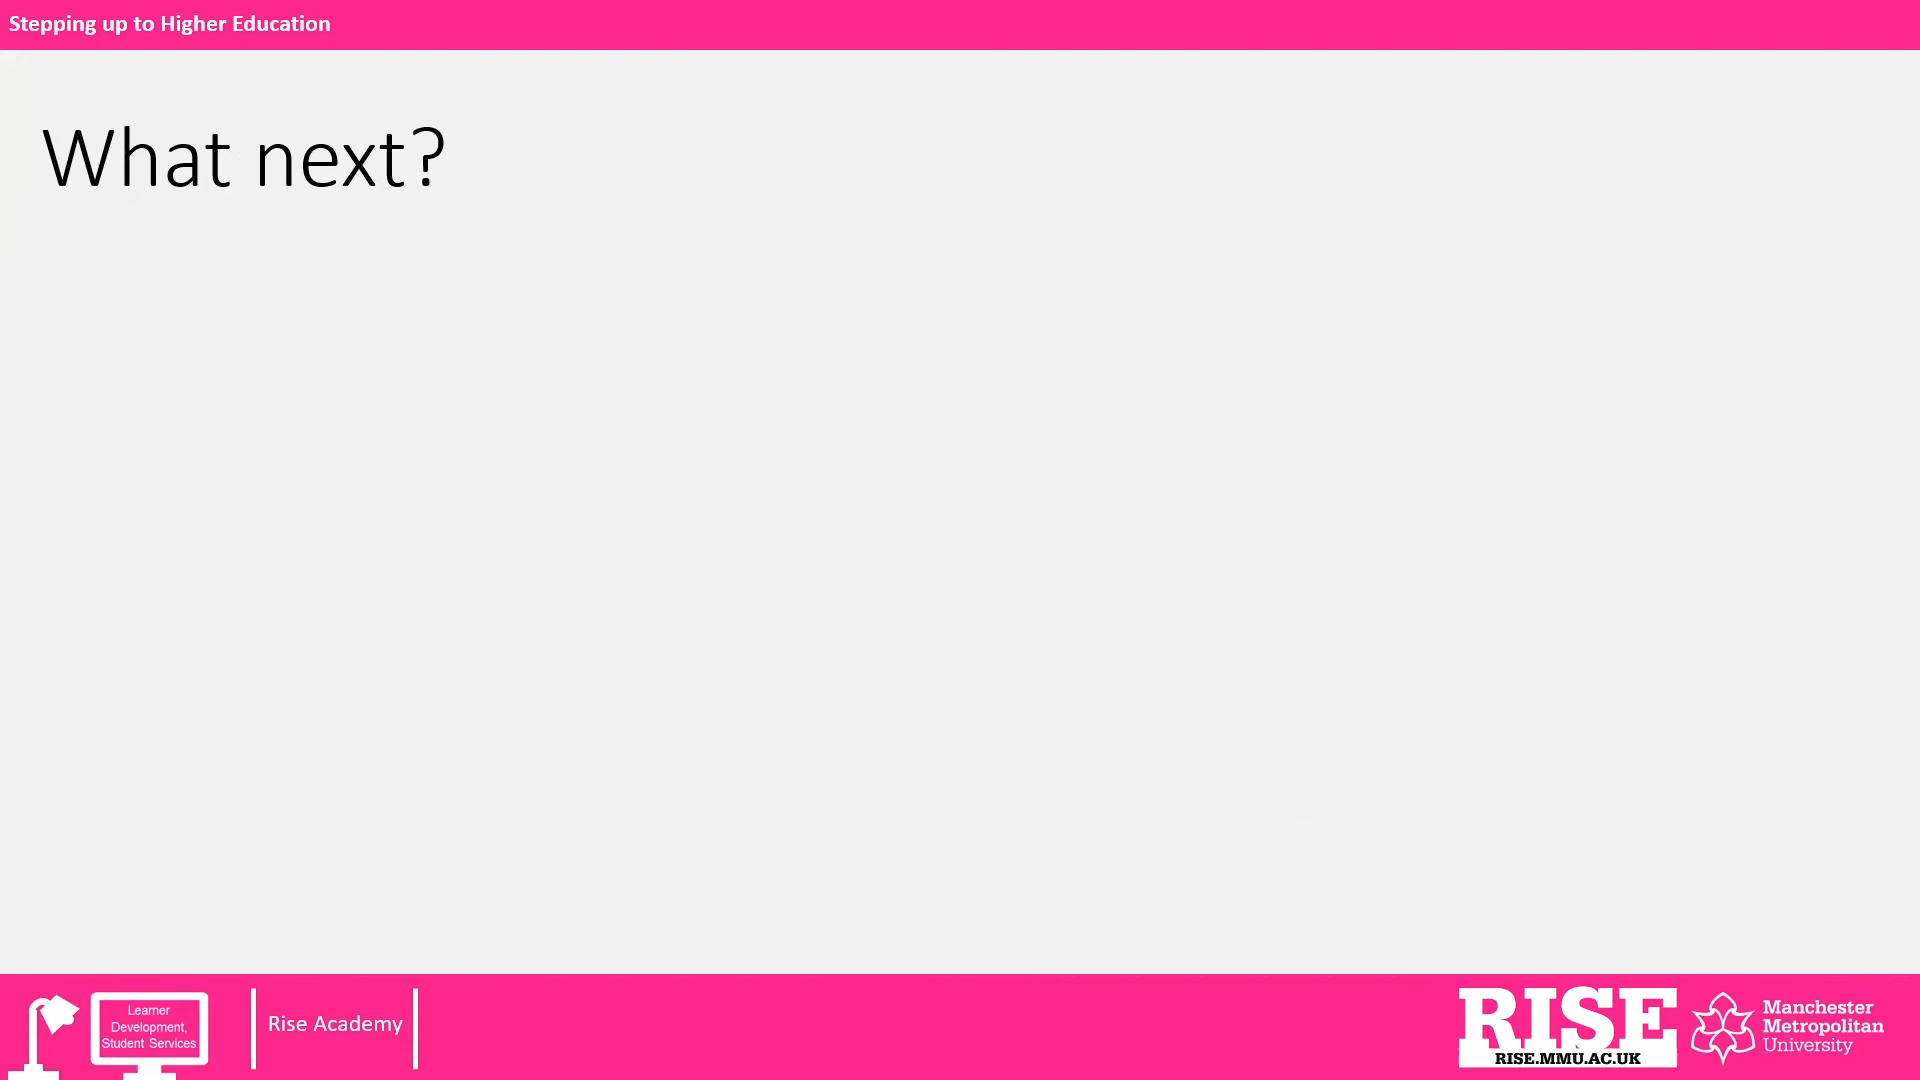 Stepping up to Higher Education
What next?
Learner
Development,
Student Services
Rise Academy
RISE
RISE.MMU.AC.UK
Manchester
Metropolitan
University